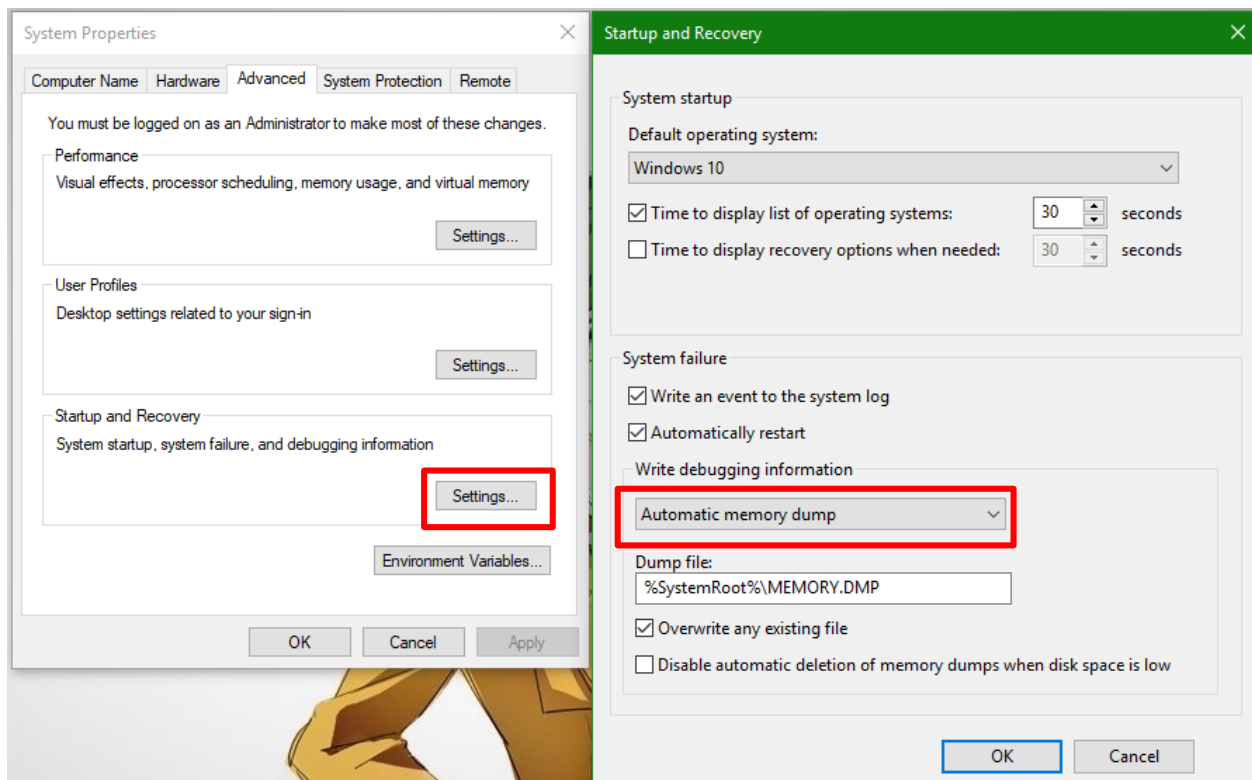 System Properties
Computer Name Hardware Advanced System Protection Remote
You must be logged on as an Administrator to make most of these changes.
Performance
Visual effects, processor scheduling, memory usage, and virtual memory
Settings...
User Profiles
Desktop settings related to your sign-in
Settings...
Startup and Recovery
System startup, system failure, and debugging information
Settings...
Environment Variables...
OK Cancel Apply
Startup and Recovery
System startup
Default operating system:
Windows 10
Time to display list of operating systems: 30 seconds
Time to display recovery options when needed: 30 seconds
System failure
Write an event to the system log
Automatically restart
Write debugging information
Automatic memory dump
Dump file:
%SystemRoot%\MEMORY.DMP
Overwrite any existing file
Disable automatic deletion of memory dumps when disk space is low
OK Cancel